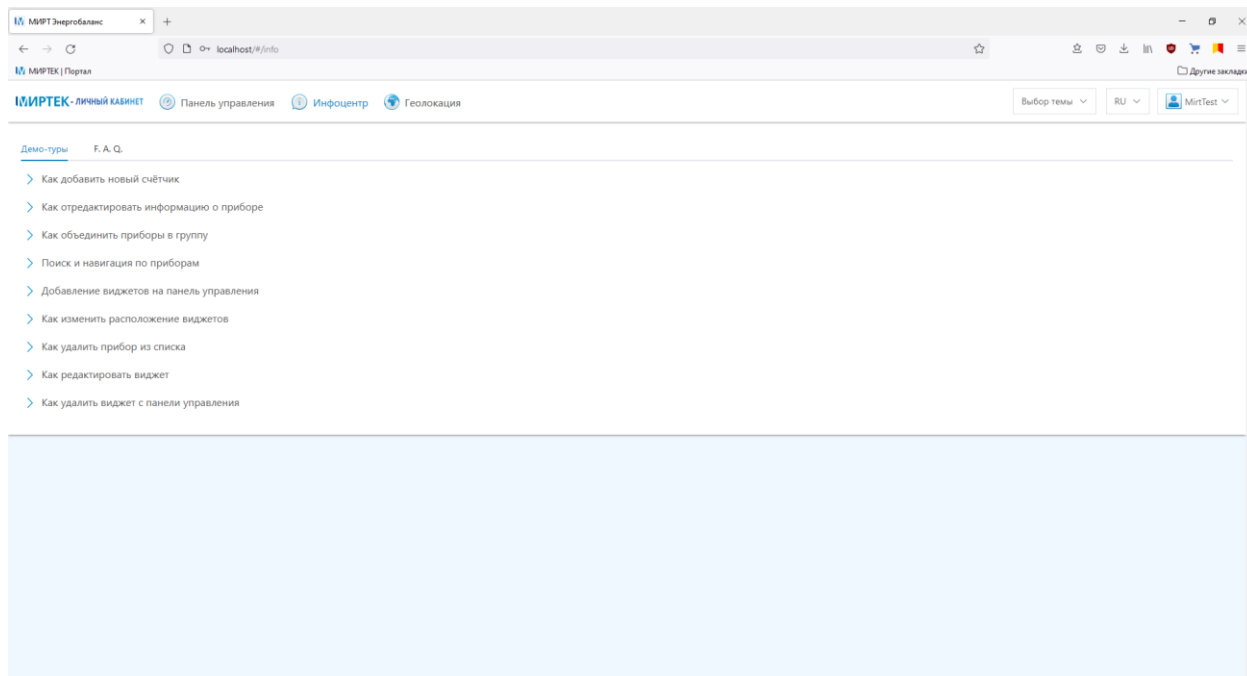 МИРТ Энергобаланс
localhost/#/info
МИРТЕК | Портал
Другие закладки
МИРТЕК - ЛИЧНЫЙ КАБИНЕТ Панель управления Инфоцентр Геолокация Выбор темы RU MirtTest
Демо-туры F. A. Q.
Как добавить новый счётчик
Как отредактировать информацию о приборе
Как объединить приборы в группу
Поиск и навигация по приборам
Добавление виджетов на панель управления
Как изменить расположение виджетов
Как удалить прибор из списка
Как редактировать виджет
Как удалить виджет с панели управления